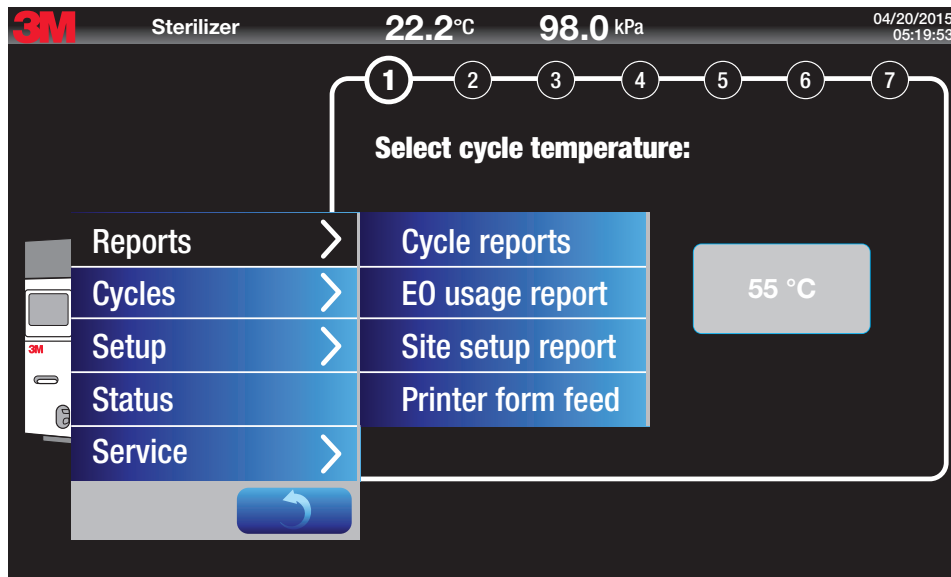 3M Sterilizer 22.2°C 98.0 kPa 04/20/2015
05:19:53
1 2 3 4 5 6 7
Select cycle temperature:
Reports Cycle reports
Cycles EO usage report
55 °C
Setup Site setup report
3M
Status Printer form feed
Service